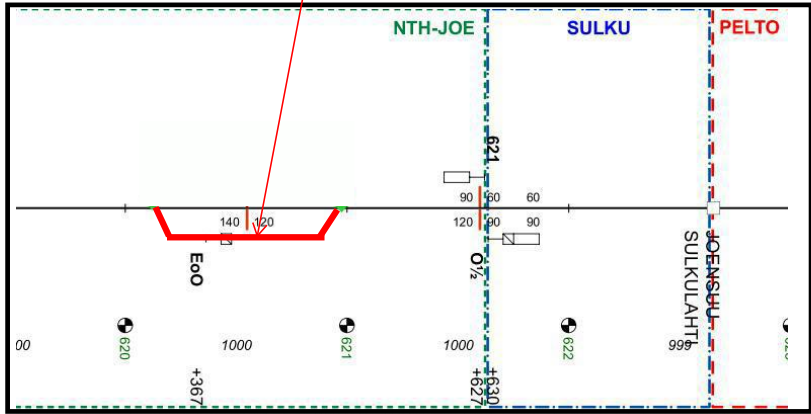 NTH-JOE SULKU PELTO
621
90 60 60
140 120 120 90 90
EoO O½ JOENSUU
SULKULAHTI
620 621 622
00 1000 1000 999
+367 +627 +630